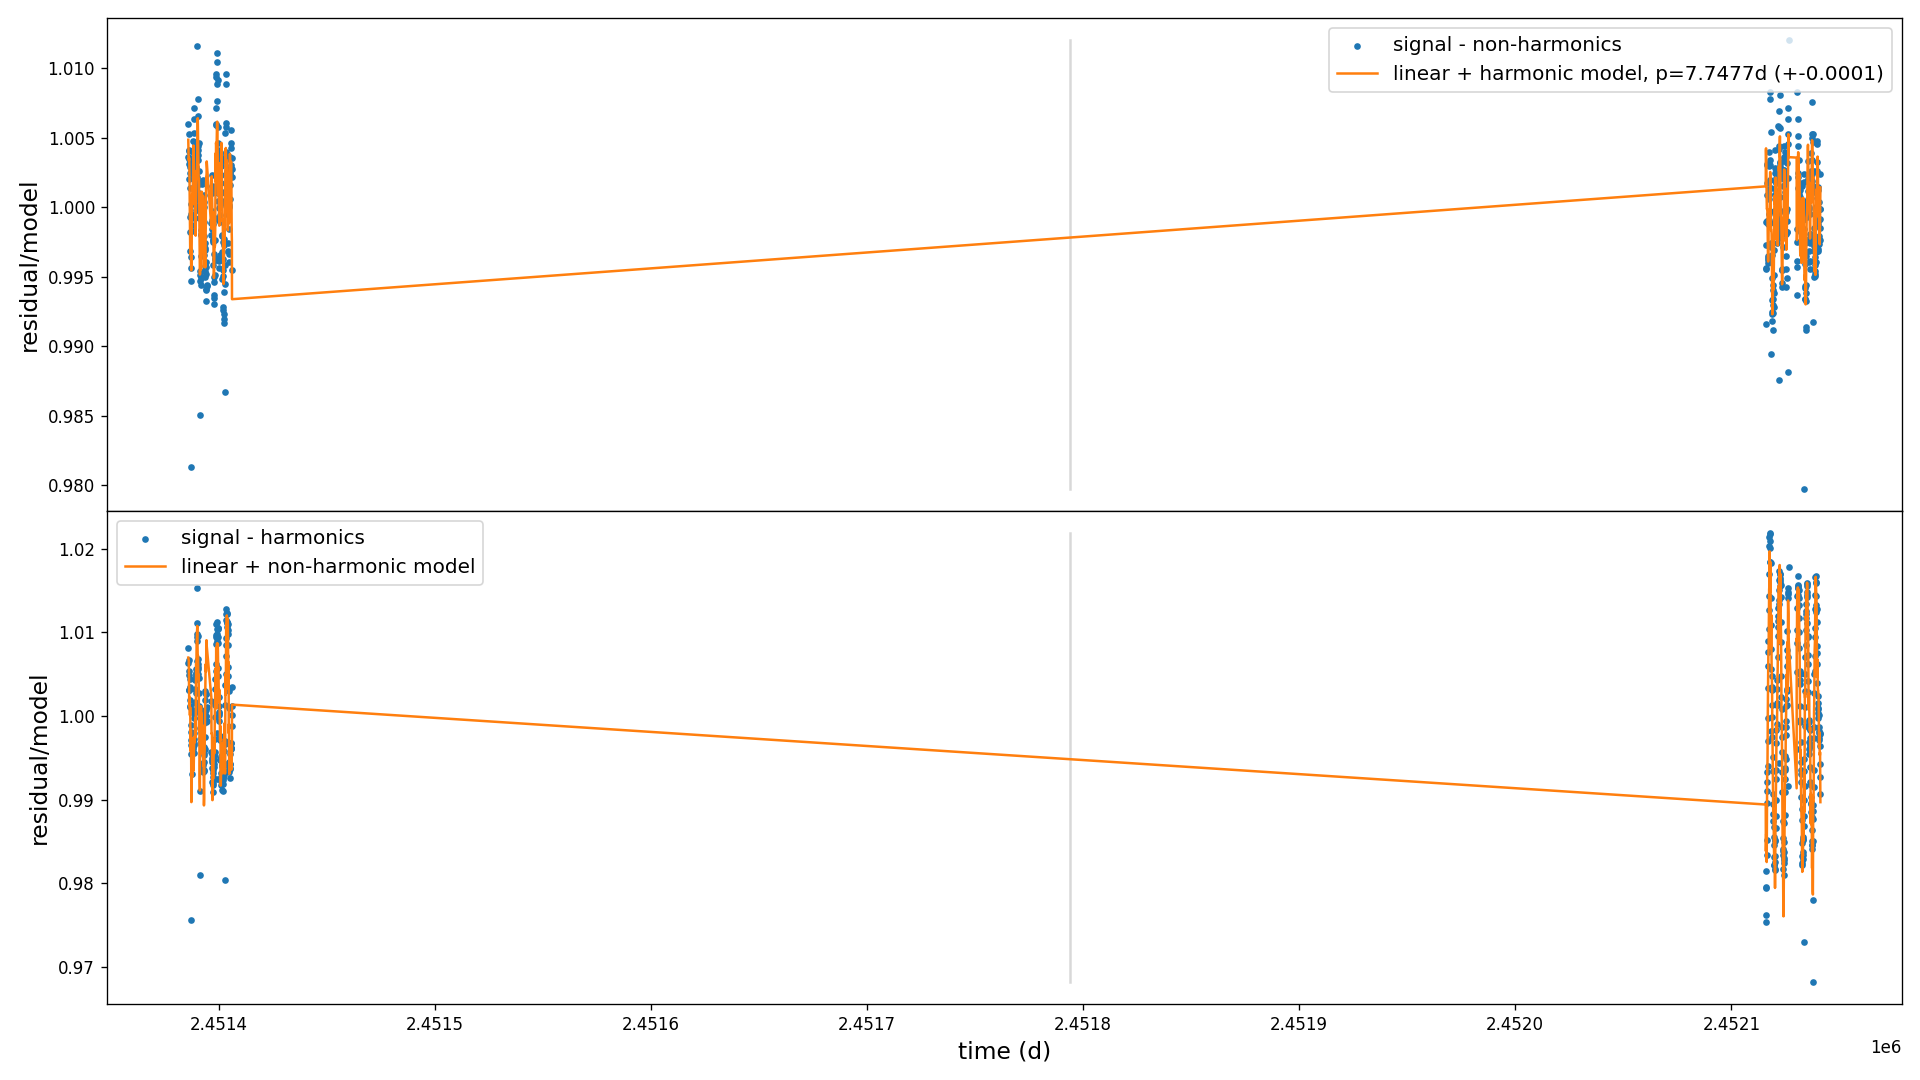 signal - non-harmonics
linear + harmonic model, p=7.7477d (+-0.0001)
1.010
1.005
1.000
0.995
0.990
0.985
0.980
residual/model
signal - harmonics
linear + non-harmonic model
1.02
1.01
1.00
0.99
0.98
0.97
residual/model
2.4514 2.4515 2.4516 2.4517 2.4518 2.4519 2.4520 2.4521
1e6
time (d)